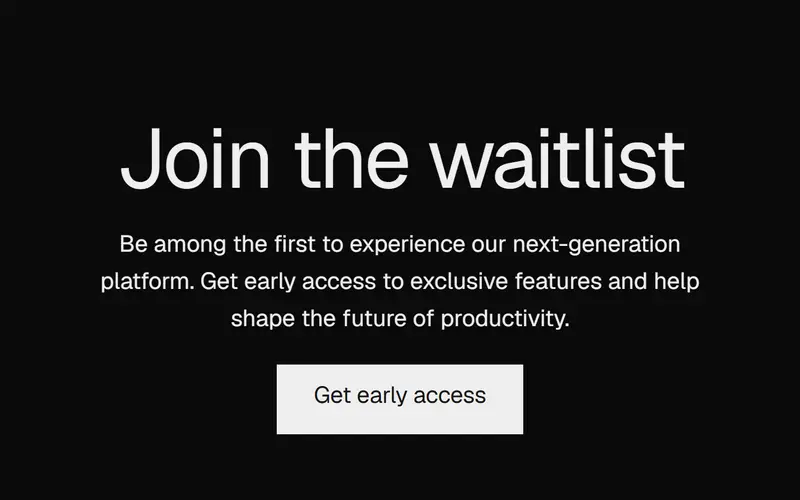 Join the waitlist
Be among the first to experience our next-generation
platform. Get early access to exclusive features and help
shape the future of productivity.
Get early access